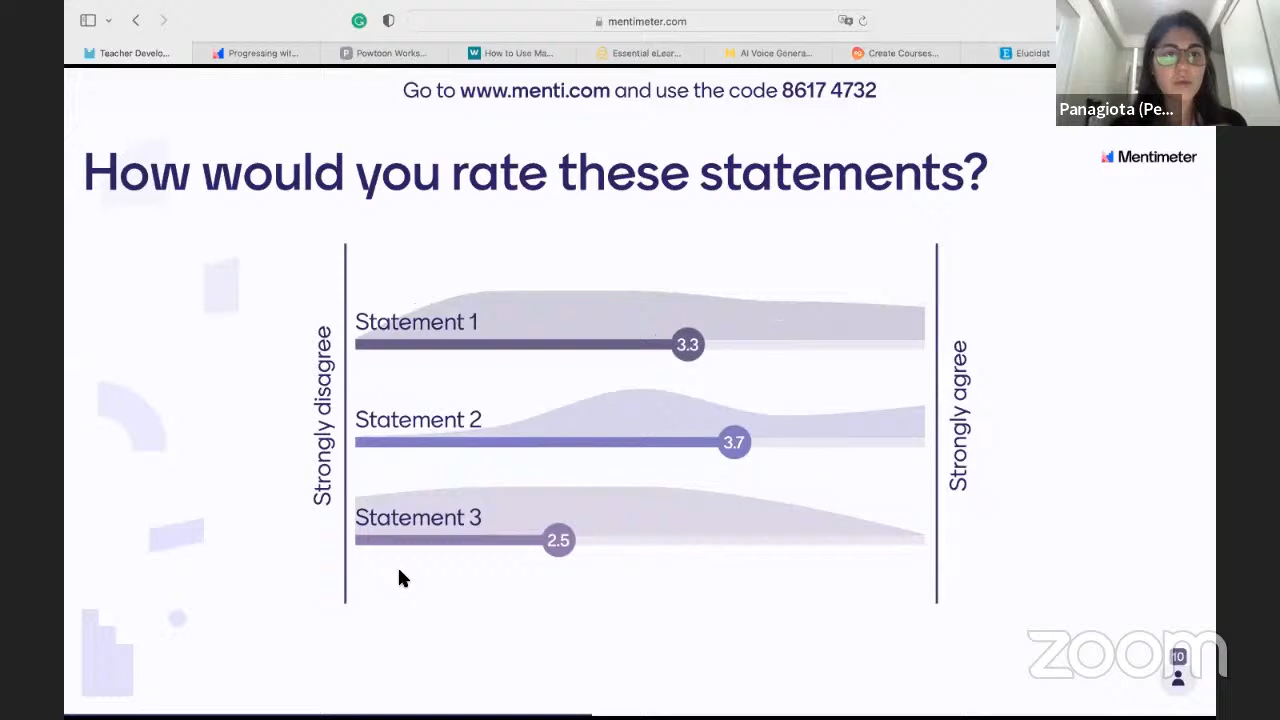 mentimeter.com
Teacher Develo...
Progressing wit...
Powtoon Works...
How to Use Ma...
Essential eLear...
AI Voice Genera...
Create Courses...
Elucidat
Panagiota (Pe...
Go to www.menti.com and use the code 8617 4732
How would you rate these statements?
Mentimeter
Strongly disagree
Statement 1
3.3
Statement 2
3.7
Statement 3
2.5
Strongly agree
zoom
10